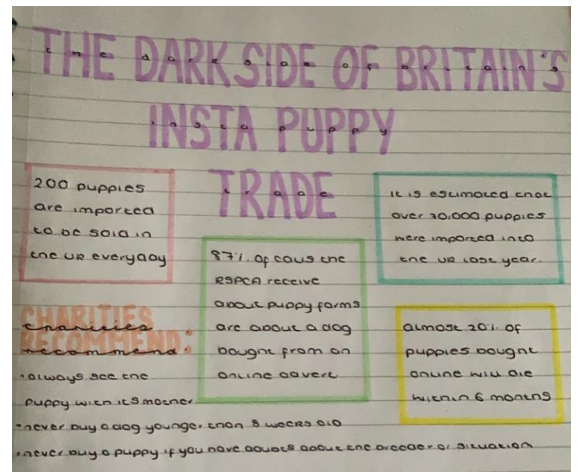 THE DARK SIDE OF BRITAIN'S
INSTA PUPPY
TRADE
200 puppies
are imported
to be sold in
the UK everyday
It is estimated that
over 70,000 puppies
were imported into
the UK last year.
87% of calls the
RSPCA receive
about puppy farms
are about a dog
bought from an
online advert
almost 20% of
puppies bought
online will die
within 6 months
CHARITIES
RECOMMEND:
•always see the
puppy with its mother
•never buy a dog younger than 8 weeks old
•never buy a puppy if you have doubts about the breeder or situation